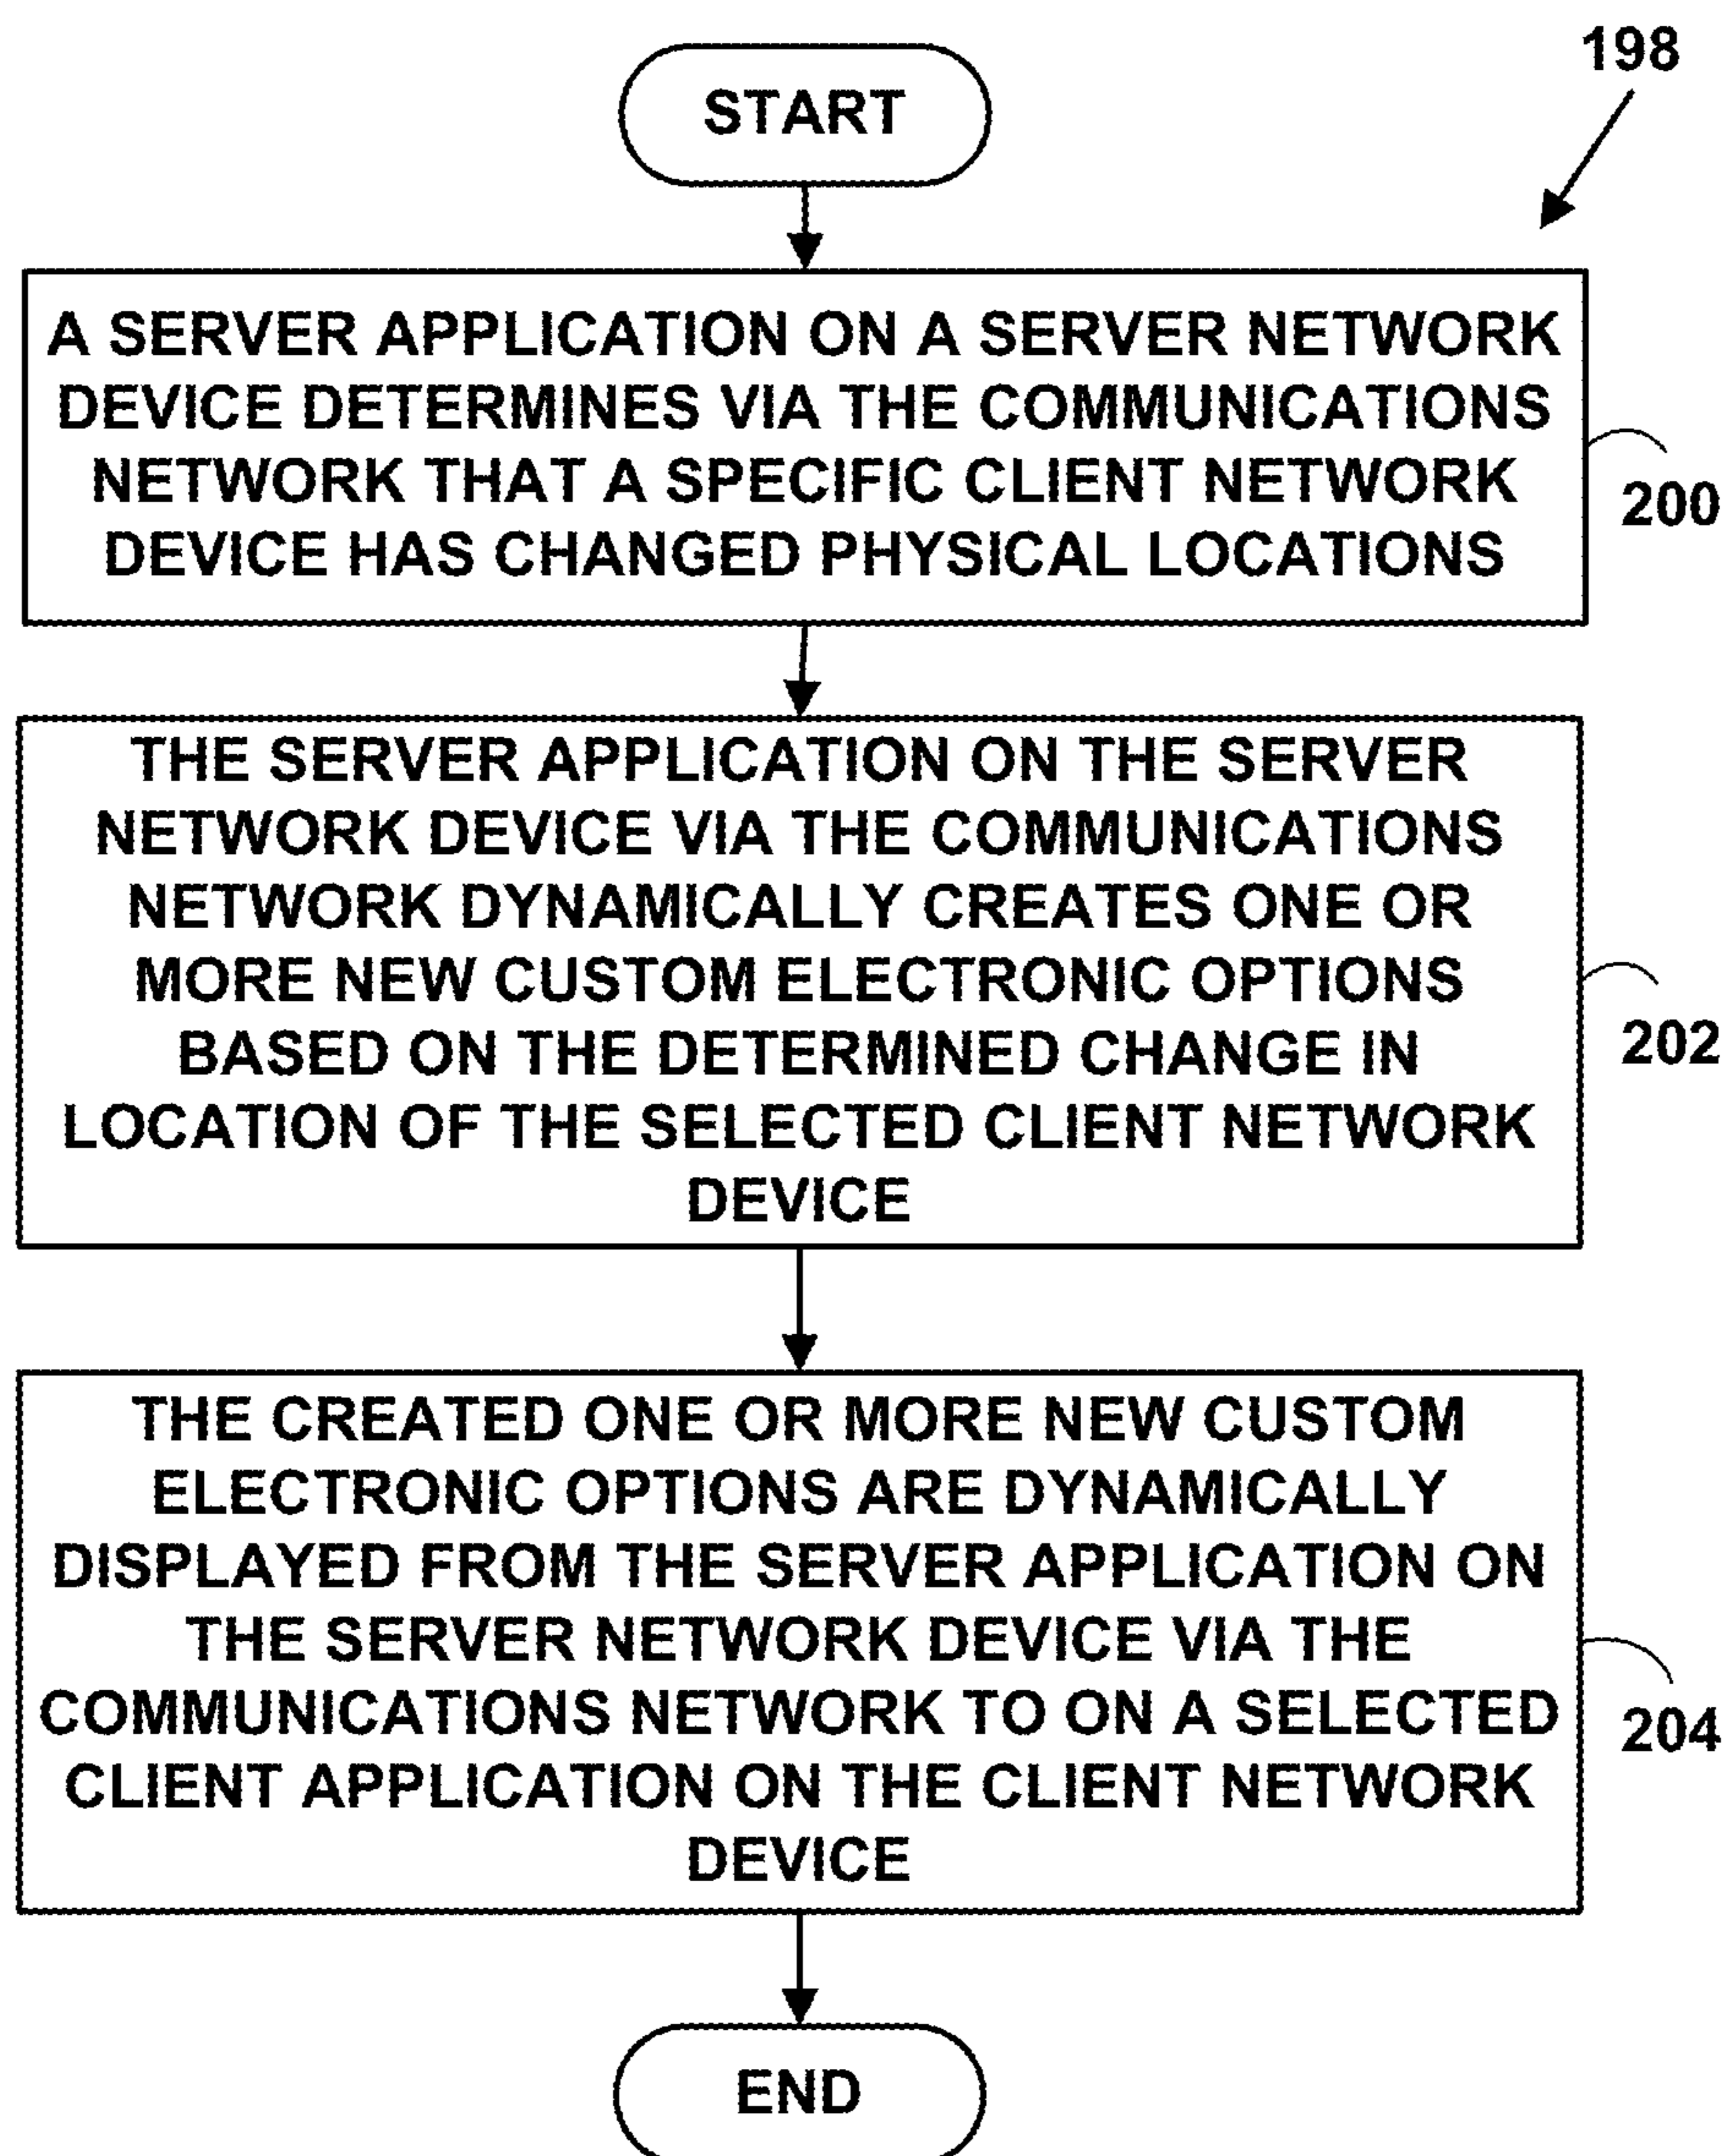 198
START
A SERVER APPLICATION ON A SERVER NETWORK
DEVICE DETERMINES VIA THE COMMUNICATIONS
NETWORK THAT A SPECIFIC CLIENT NETWORK
DEVICE HAS CHANGED PHYSICAL LOCATIONS
200
THE SERVER APPLICATION ON THE SERVER
NETWORK DEVICE VIA THE COMMUNICATIONS
NETWORK DYNAMICALLY CREATES ONE OR
MORE NEW CUSTOM ELECTRONIC OPTIONS
BASED ON THE DETERMINED CHANGE IN
LOCATION OF THE SELECTED CLIENT NETWORK
DEVICE
202
THE CREATED ONE OR MORE NEW CUSTOM
ELECTRONIC OPTIONS ARE DYNAMICALLY
DISPLAYED FROM THE SERVER APPLICATION ON
THE SERVER NETWORK DEVICE VIA THE
COMMUNICATIONS NETWORK TO ON A SELECTED
CLIENT APPLICATION ON THE CLIENT NETWORK
DEVICE
204
END